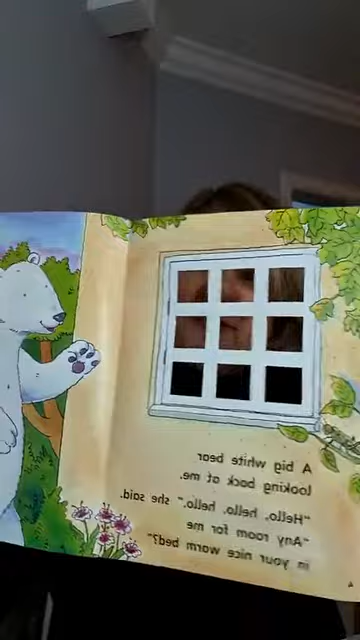 A big white bear
looking back at me.
"Hello, hello, hello," she said.
"Any room for me
in your nice warm bed?"
4